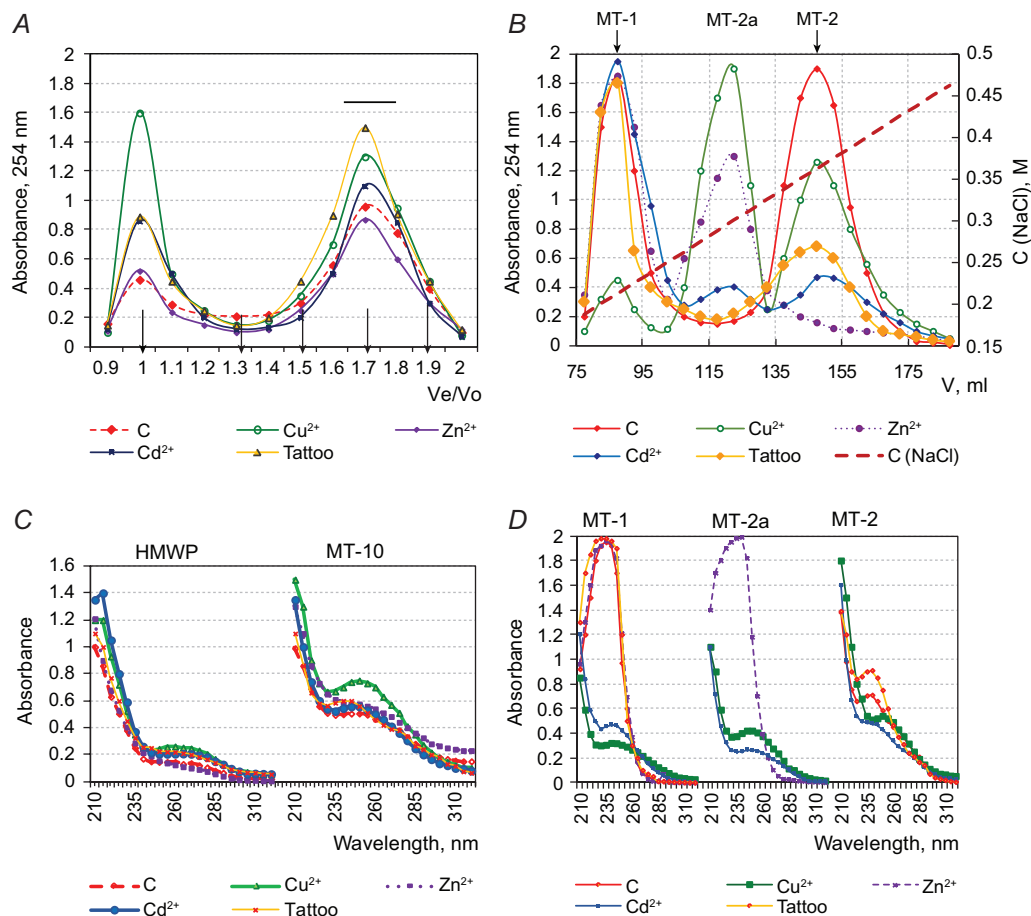 A
Absorbance, 254 nm
2
1.8
1.6
1.4
1.2
1
0.8
0.6
0.4
0.2
0
0.9 1 1.1 1.2 1.3 1.4 1.5 1.6 1.7 1.8 1.9 2
Ve/Vo
C Cu²⁺ Zn²⁺
Cd²⁺ Tattoo
B
MT-1 MT-2a MT-2
Absorbance, 254 nm
2
1.8
1.6
1.4
1.2
1
0.8
0.6
0.4
0.2
0
0.5
0.45
0.4
0.35
0.3
0.25
0.2
0.15
C (NaCl), M
75 95 115 135 155 175
V, ml
C Cu²⁺ Zn²⁺
Cd²⁺ Tattoo C (NaCl)
C
HMWP MT-10
Absorbance
1.6
1.4
1.2
1
0.8
0.6
0.4
0.2
0
210 235 260 285 310 210 235 260 285 310
Wavelength, nm
C Cu²⁺ Zn²⁺
Cd²⁺ Tattoo
D
MT-1 MT-2a MT-2
Absorbance
2
1.8
1.6
1.4
1.2
1
0.8
0.6
0.4
0.2
0
210 235 260 285 310 210 235 260 285 310 210 235 260 285 310
Wavelength, nm
C Cu²⁺ Zn²⁺
Cd²⁺ Tattoo